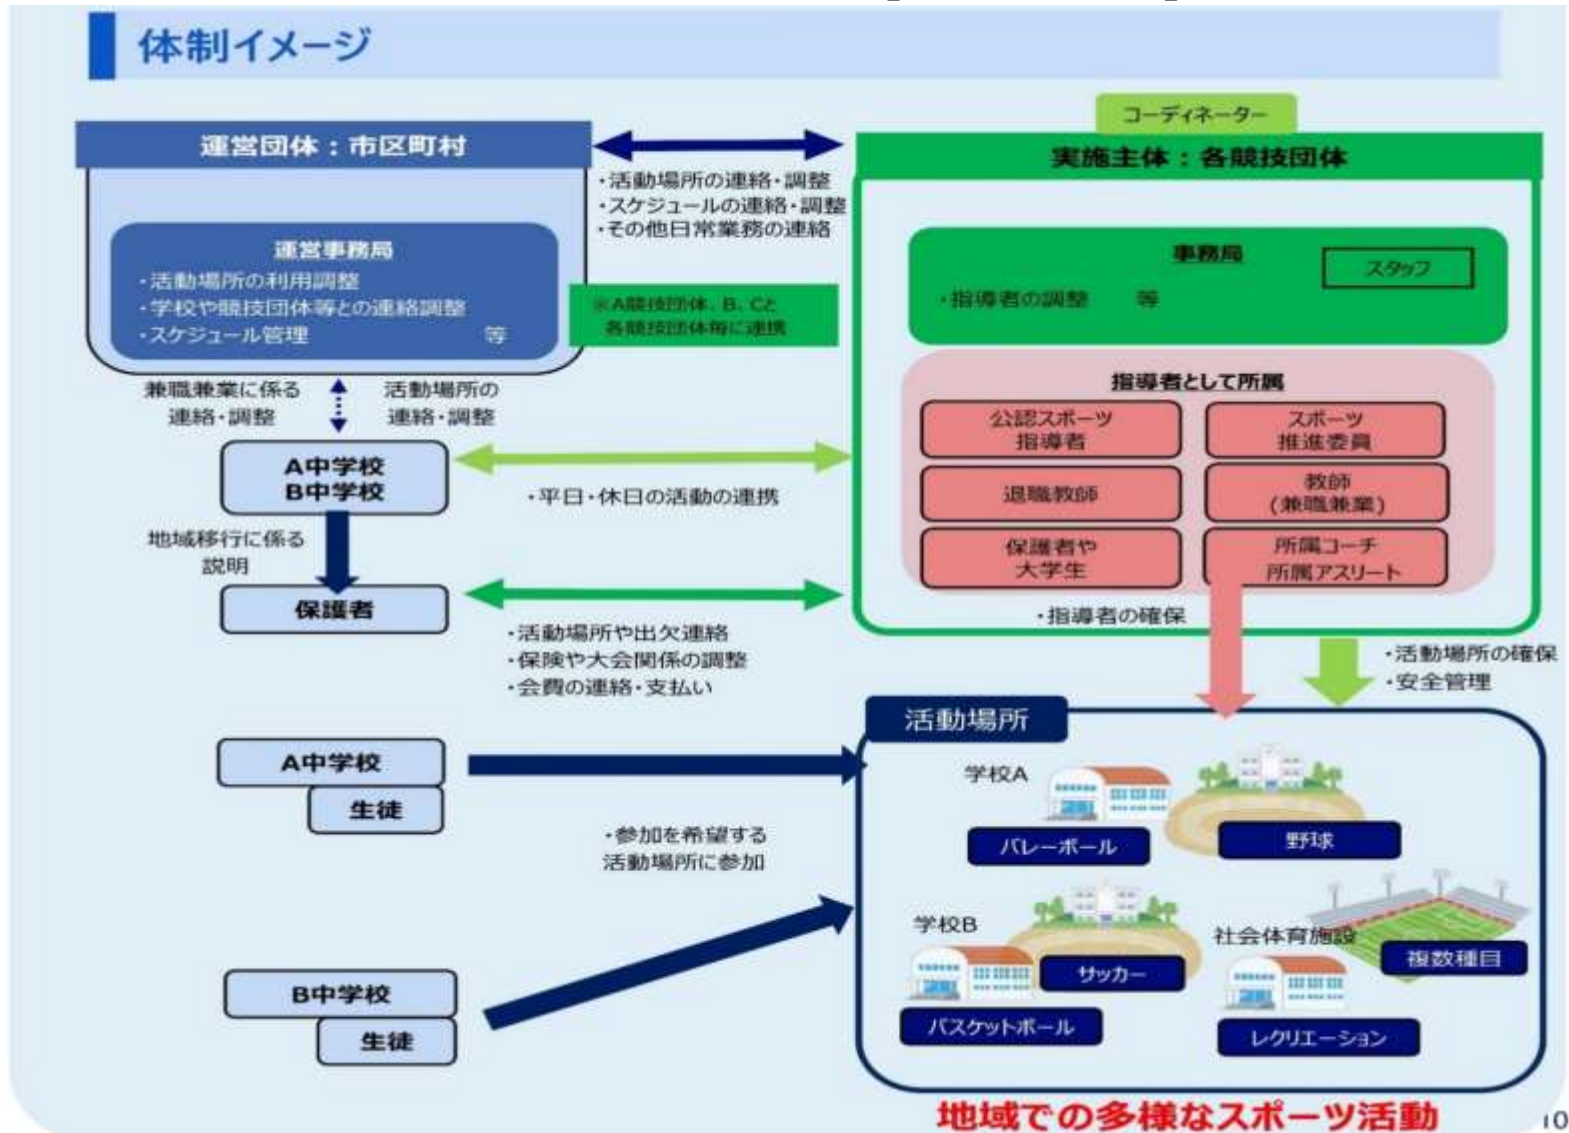 体制イメージ
コーディネーター
運営団体：市区町村
実施主体：各競技団体
・活動場所の連絡・調整
・スケジュールの連絡・調整
・その他日常業務の連絡
運営事務局
・活動場所の利用調整
・学校や競技団体等との連絡調整
・スケジュール管理　等
※A競技団体、B、Cと
各競技団体毎に連携
事務局
スタッフ
・指導者の調整　等
兼職兼業に係る
連絡・調整
活動場所の
連絡・調整
指導者として所属
公認スポーツ
指導者
スポーツ
推進委員
退職教師
教師
(兼職兼業)
保護者や
大学生
所属コーチ
所属アスリート
・指導者の確保
A中学校
B中学校
・平日・休日の活動の連携
地域移行に係る
説明
保護者
・活動場所や出欠連絡
・保険や大会関係の調整
・会費の連絡・支払い
・活動場所の確保
・安全管理
活動場所
A中学校
生徒
・参加を希望する
活動場所に参加
B中学校
生徒
学校A
バレーボール
野球
学校B
サッカー
バスケットボール
社会体育施設
複数種目
レクリエーション
地域での多様なスポーツ活動
10